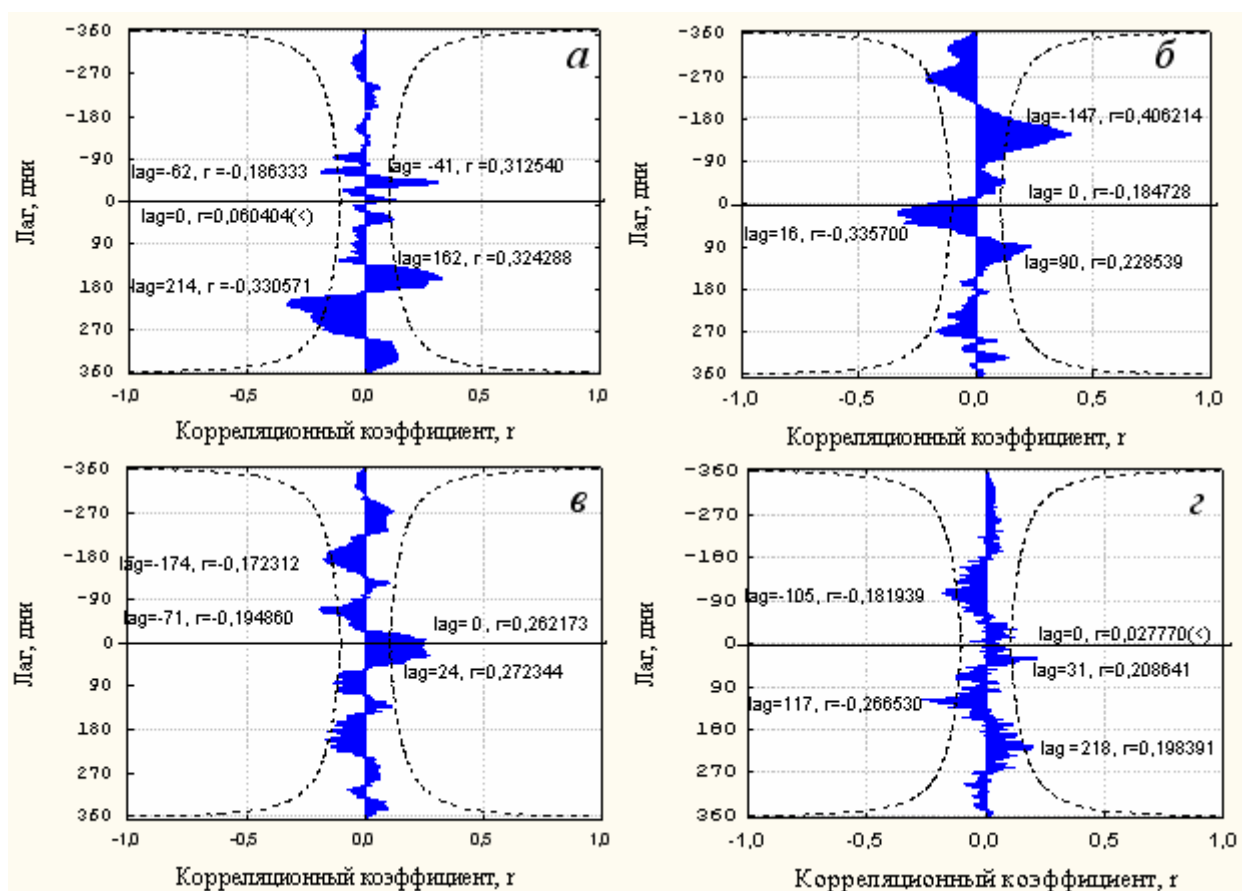 а
-360
-270
-180
-90
0
90
180
270
360
Лаг, дни
lag=-62, r =-0,186333
lag= -41, r =0,312540
lag=0, r=0,060404(<)
lag=162, r =0,324288
lag=214, r =-0,330571
-1,0 -0,5 0,0 0,5 1,0
Корреляционный коэффициент, r
б
-360
-270
-180
-90
0
90
180
270
360
Лаг, дни
lag=-147, r=0,406214
lag= 0, r=-0,184728
lag=16, r=-0,335700
lag=90, r=0,228539
-1,0 -0,5 0,0 0,5 1,0
Корреляционный коэффициент, r
в
-360
-270
-180
-90
0
90
180
270
360
Лаг, дни
lag=-174, r=-0,172312
lag=-71, r=-0,194860
lag= 0, r=0,262173
lag=24, r=0,272344
-1,0 -0,5 0,0 0,5 1,0
Корреляционный коэффициент, r
г
-360
-270
-180
-90
0
90
180
270
360
Лаг, дни
lag=-105, r=-0,181939
lag=0, r=0,027770(<)
lag=31, r=0,208641
lag=117, r=-0,266530
lag =218, r=0,198391
-1,0 -0,5 0,0 0,5 1,0
Корреляционный коэффициент, r